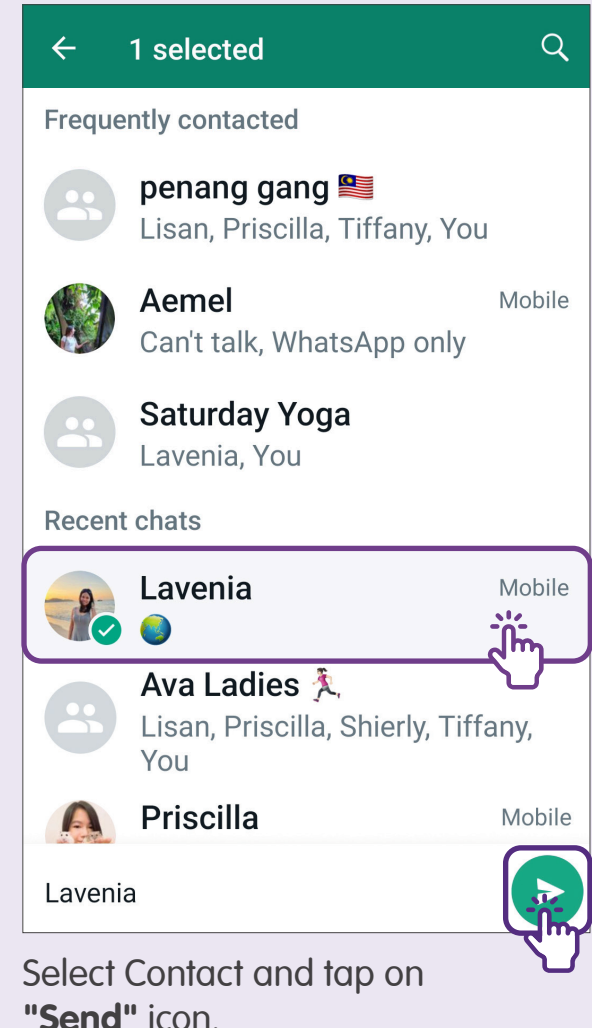 1 selected
Frequently contacted
penang gang 🇲🇾
Lisan, Priscilla, Tiffany, You
Aemel Mobile
Can't talk, WhatsApp only
Saturday Yoga
Lavenia, You
Recent chats
Lavenia Mobile
🌏
Ava Ladies 🏃🏻‍♀️
Lisan, Priscilla, Shierly, Tiffany,
You
Priscilla Mobile
Lavenia
Select Contact and tap on
"Send" icon.